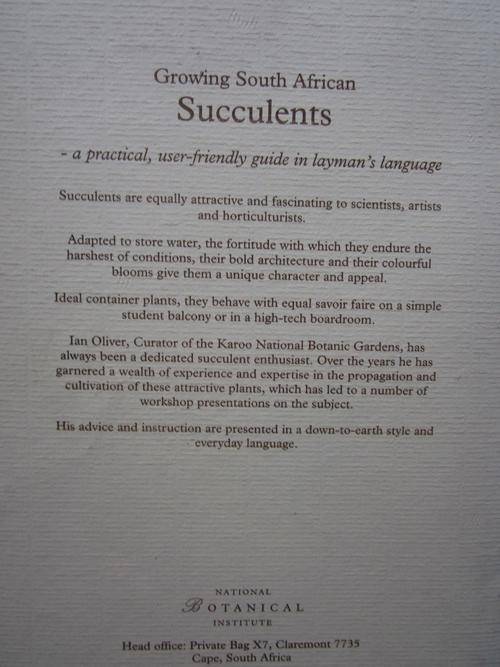 Growing South African
Succulents
- a practical, user-friendly guide in layman's language
Succulents are equally attractive and fascinating to scientists, artists
and horticulturists.
Adapted to store water, the fortitude with which they endure the
harshest of conditions, their bold architecture and their colourful
blooms give them a unique character and appeal.
Ideal container plants, they behave with equal savoir faire on a simple
student balcony or in a high-tech boardroom.
Ian Oliver, Curator of the Karoo National Botanic Gardens, has
always been a dedicated succulent enthusiast. Over the years he has
garnered a wealth of experience and expertise in the propagation and
cultivation of these attractive plants, which has led to a number of
workshop presentations on the subject.
His advice and instruction are presented in a down-to-earth style and
everyday language.
NATIONAL
BOTANICAL
INSTITUTE
Head office: Private Bag X7, Claremont 7735
Cape, South Africa